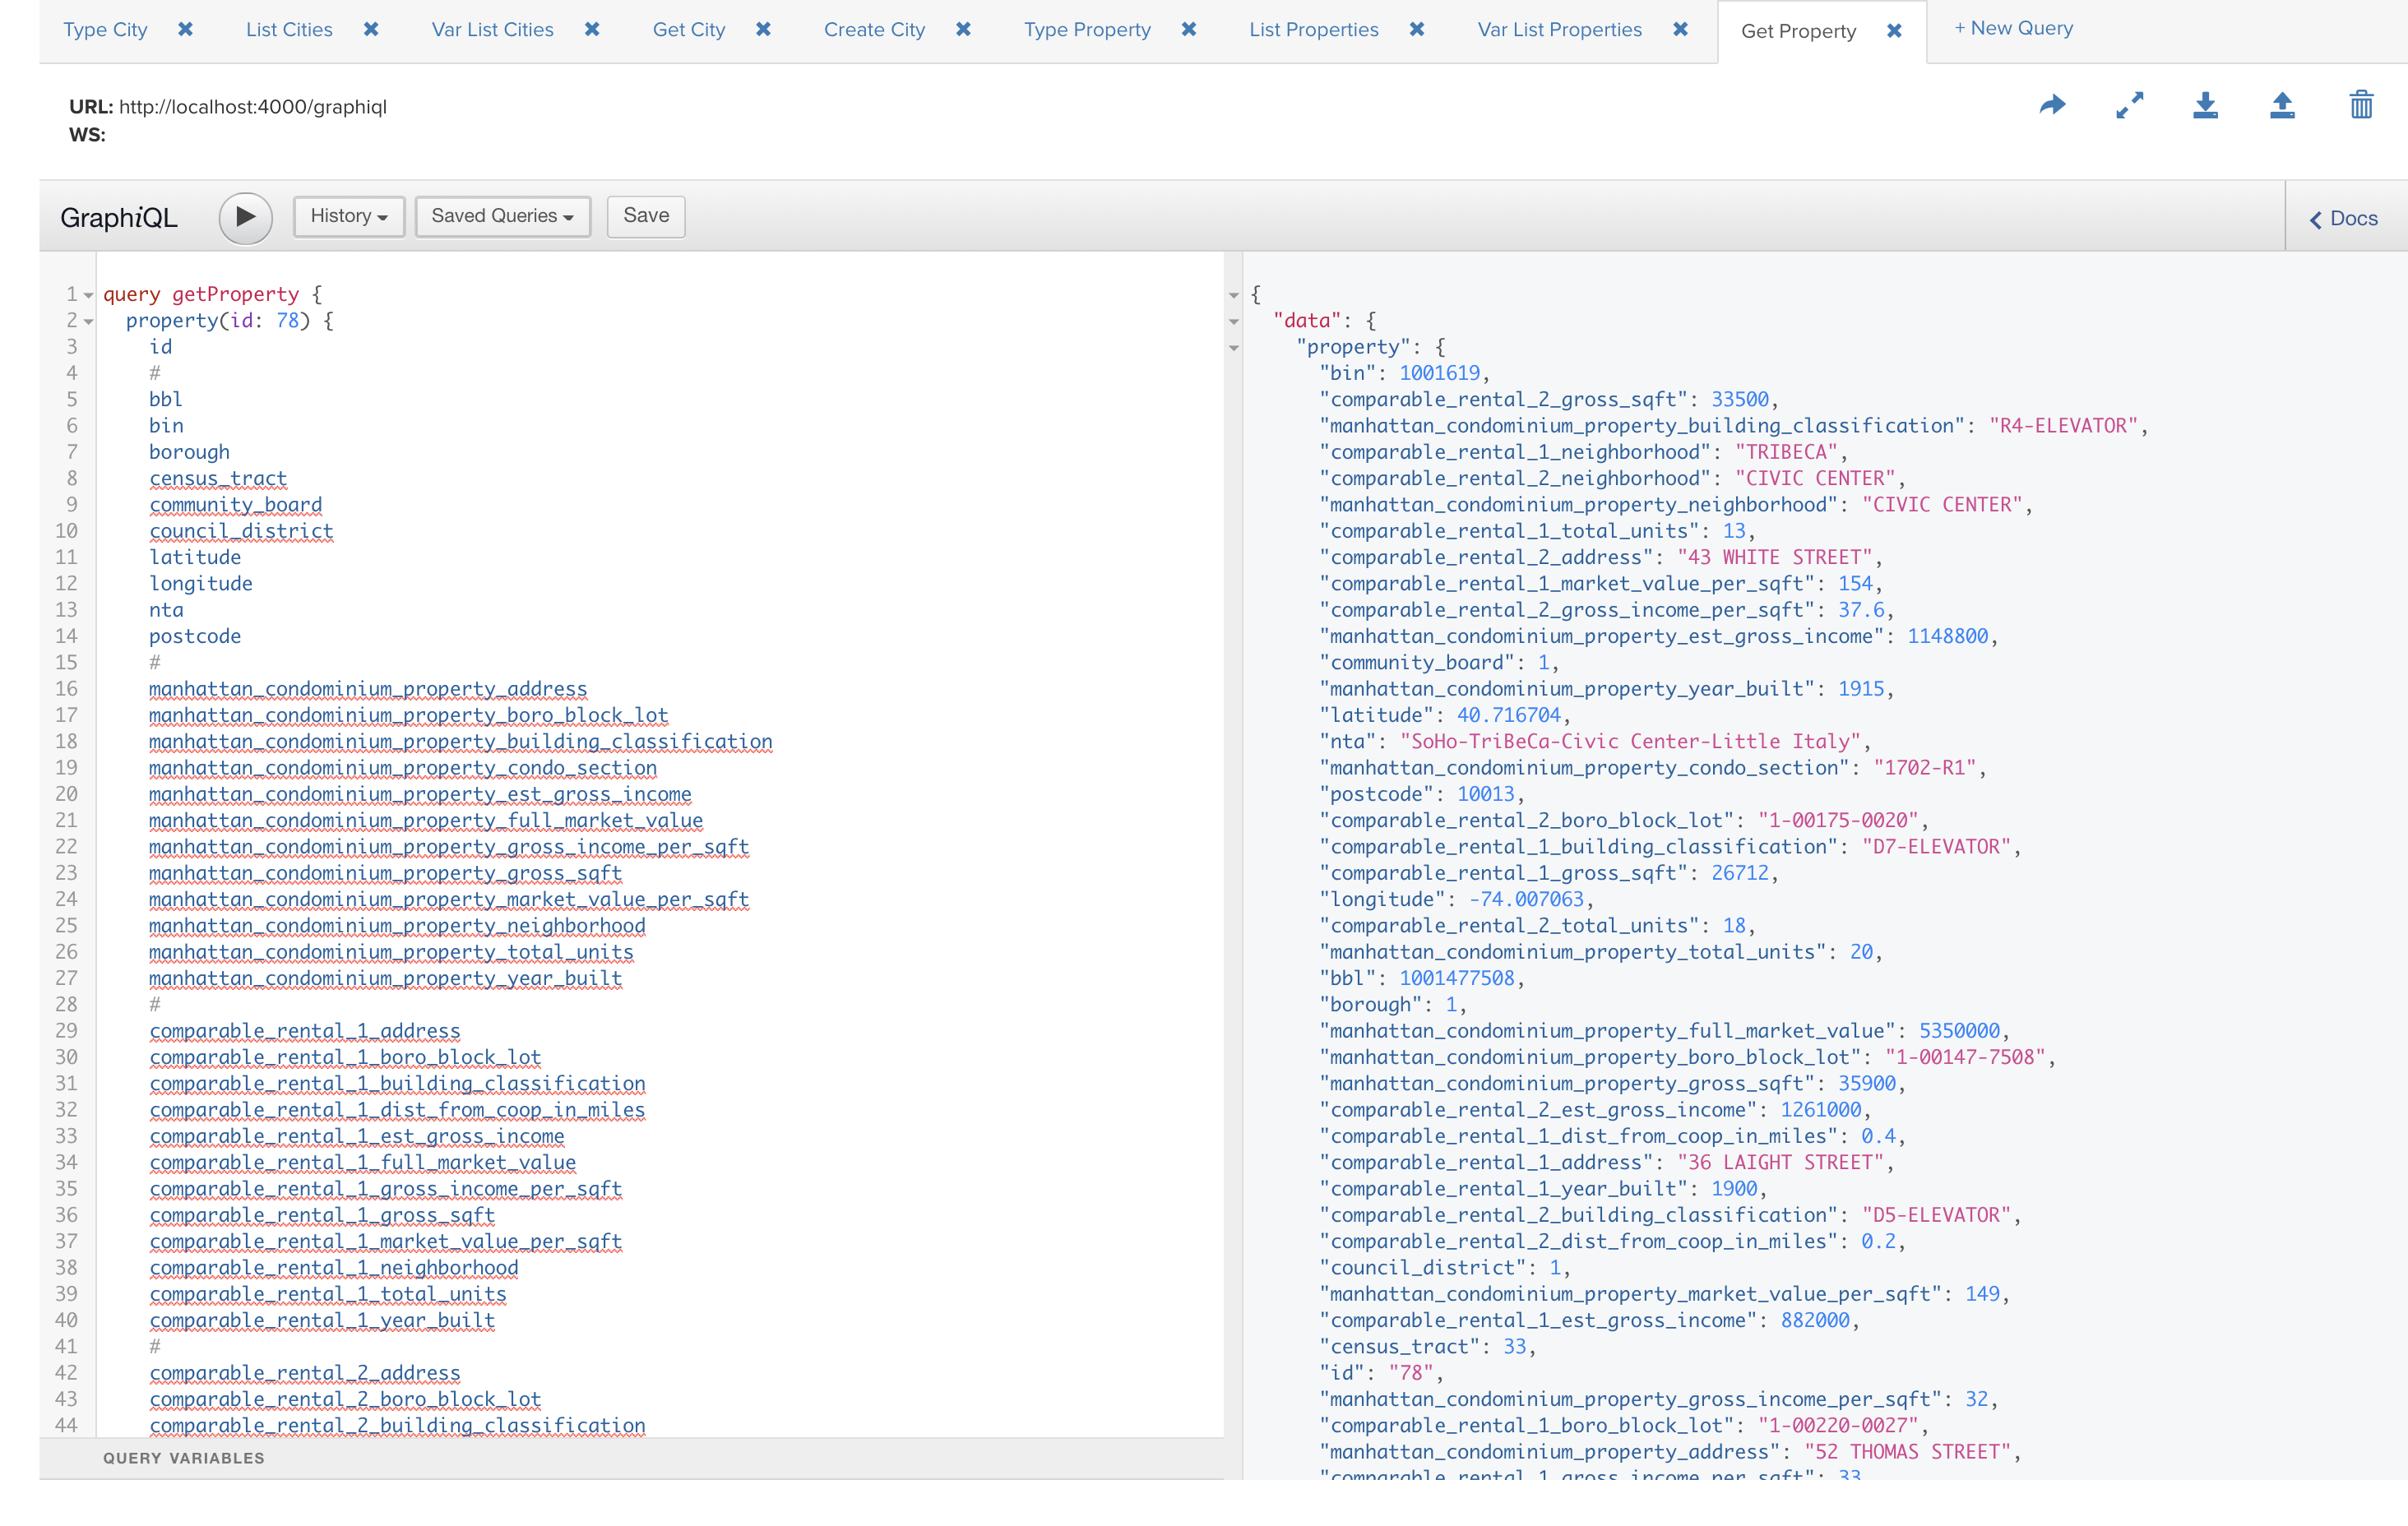 Type City ✖ List Cities ✖ Var List Cities ✖ Get City ✖ Create City ✖ Type Property ✖ List Properties ✖ Var List Properties ✖ Get Property ✖ + New Query
URL: http://localhost:4000/graphiql
WS:
GraphiQL History Saved Queries Save Docs
1 query getProperty {
2 property(id: 78) {
3 id
4 #
5 bbl
6 bin
7 borough
8 census_tract
9 community_board
10 council_district
11 latitude
12 longitude
13 nta
14 postcode
15 #
16 manhattan_condominium_property_address
17 manhattan_condominium_property_boro_block_lot
18 manhattan_condominium_property_building_classification
19 manhattan_condominium_property_condo_section
20 manhattan_condominium_property_est_gross_income
21 manhattan_condominium_property_full_market_value
22 manhattan_condominium_property_gross_income_per_sqft
23 manhattan_condominium_property_gross_sqft
24 manhattan_condominium_property_market_value_per_sqft
25 manhattan_condominium_property_neighborhood
26 manhattan_condominium_property_total_units
27 manhattan_condominium_property_year_built
28 #
29 comparable_rental_1_address
30 comparable_rental_1_boro_block_lot
31 comparable_rental_1_building_classification
32 comparable_rental_1_dist_from_coop_in_miles
33 comparable_rental_1_est_gross_income
34 comparable_rental_1_full_market_value
35 comparable_rental_1_gross_income_per_sqft
36 comparable_rental_1_gross_sqft
37 comparable_rental_1_market_value_per_sqft
38 comparable_rental_1_neighborhood
39 comparable_rental_1_total_units
40 comparable_rental_1_year_built
41 #
42 comparable_rental_2_address
43 comparable_rental_2_boro_block_lot
44 comparable_rental_2_building_classification
QUERY VARIABLES
{
"data": {
"property": {
"bin": 1001619,
"comparable_rental_2_gross_sqft": 33500,
"manhattan_condominium_property_building_classification": "R4-ELEVATOR",
"comparable_rental_1_neighborhood": "TRIBECA",
"comparable_rental_2_neighborhood": "CIVIC CENTER",
"manhattan_condominium_property_neighborhood": "CIVIC CENTER",
"comparable_rental_1_total_units": 13,
"comparable_rental_2_address": "43 WHITE STREET",
"comparable_rental_1_market_value_per_sqft": 154,
"comparable_rental_2_gross_income_per_sqft": 37.6,
"manhattan_condominium_property_est_gross_income": 1148800,
"community_board": 1,
"manhattan_condominium_property_year_built": 1915,
"latitude": 40.716704,
"nta": "SoHo-TriBeCa-Civic Center-Little Italy",
"manhattan_condominium_property_condo_section": "1702-R1",
"postcode": 10013,
"comparable_rental_2_boro_block_lot": "1-00175-0020",
"comparable_rental_1_building_classification": "D7-ELEVATOR",
"comparable_rental_1_gross_sqft": 26712,
"longitude": -74.007063,
"comparable_rental_2_total_units": 18,
"manhattan_condominium_property_total_units": 20,
"bbl": 1001477508,
"borough": 1,
"manhattan_condominium_property_full_market_value": 5350000,
"manhattan_condominium_property_boro_block_lot": "1-00147-7508",
"manhattan_condominium_property_gross_sqft": 35900,
"comparable_rental_2_est_gross_income": 1261000,
"comparable_rental_1_dist_from_coop_in_miles": 0.4,
"comparable_rental_1_address": "36 LAIGHT STREET",
"comparable_rental_1_year_built": 1900,
"comparable_rental_2_building_classification": "D5-ELEVATOR",
"comparable_rental_2_dist_from_coop_in_miles": 0.2,
"council_district": 1,
"manhattan_condominium_property_market_value_per_sqft": 149,
"comparable_rental_1_est_gross_income": 882000,
"census_tract": 33,
"id": "78",
"manhattan_condominium_property_gross_income_per_sqft": 32,
"comparable_rental_1_boro_block_lot": "1-00220-0027",
"manhattan_condominium_property_address": "52 THOMAS STREET",
"comparable_rental_1_gross_income_per_sqft": 33